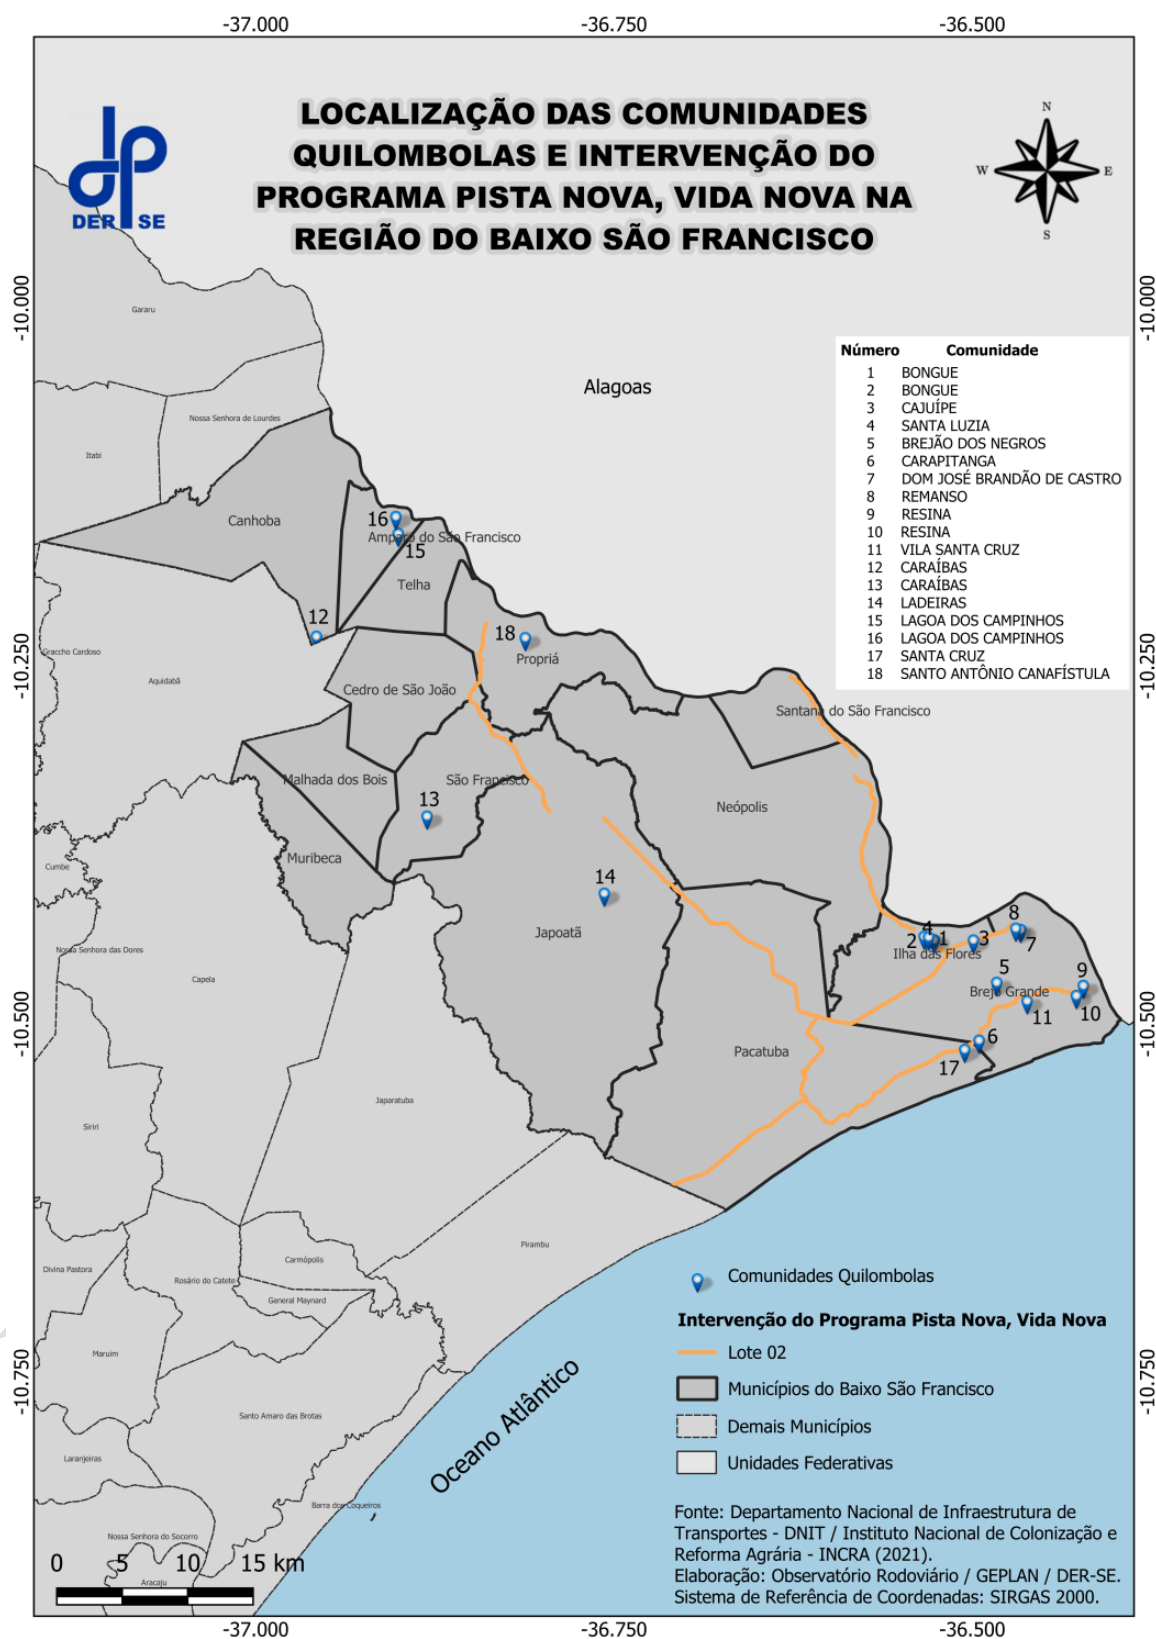 -37.000 -36.750 -36.500
LOCALIZAÇÃO DAS COMUNIDADES
QUILOMBOLAS E INTERVENÇÃO DO
PROGRAMA PISTA NOVA, VIDA NOVA NA
REGIÃO DO BAIXO SÃO FRANCISCO
DER SE
N
W E
S
-10.000 -10.000
Gararu
Número Comunidade
1 BONGUE
2 BONGUE
3 CAJUÍPE
4 SANTA LUZIA
5 BREJÃO DOS NEGROS
6 CARAPITANGA
7 DOM JOSÉ BRANDÃO DE CASTRO
8 REMANSO
9 RESINA
10 RESINA
11 VILA SANTA CRUZ
12 CARAÍBAS
13 CARAÍBAS
14 LADEIRAS
15 LAGOA DOS CAMPINHOS
16 LAGOA DOS CAMPINHOS
17 SANTA CRUZ
18 SANTO ANTÔNIO CANAFÍSTULA
Alagoas
Nossa Senhora de Lourdes
Itabi
Canhoba
16
Amparo do São Francisco
15
Telha
12
18
Propriá
-10.250 -10.250
Graccho Cardoso
Aquidabã
Cedro de São João
Santana do São Francisco
Malhada dos Bois
São Francisco
13
Neópolis
Muribeca
Cumbe
14
Japoatã
Nossa Senhora das Dores
Capela
8
4
2 1 3 7
Ilha das Flores
5 9
Brejo Grande
11 10
-10.500 -10.500
Pacatuba
6
17
Japaratuba
Siriri
Pirambu
Carmópolis
Divina Pastora
Rosário do Catete
General Maynard
Maruim
Santo Amaro das Brotas
Laranjeiras
Barra dos Coqueiros
Nossa Senhora do Socorro
Aracaju
Oceano Atlântico
-10.750 -10.750
Comunidades Quilombolas
Intervenção do Programa Pista Nova, Vida Nova
Lote 02
Municípios do Baixo São Francisco
Demais Municípios
Unidades Federativas
Fonte: Departamento Nacional de Infraestrutura de
Transportes - DNIT / Instituto Nacional de Colonização e
Reforma Agrária - INCRA (2021).
Elaboração: Observatório Rodoviário / GEPLAN / DER-SE.
Sistema de Referência de Coordenadas: SIRGAS 2000.
0 5 10 15 km
-37.000 -36.750 -36.500